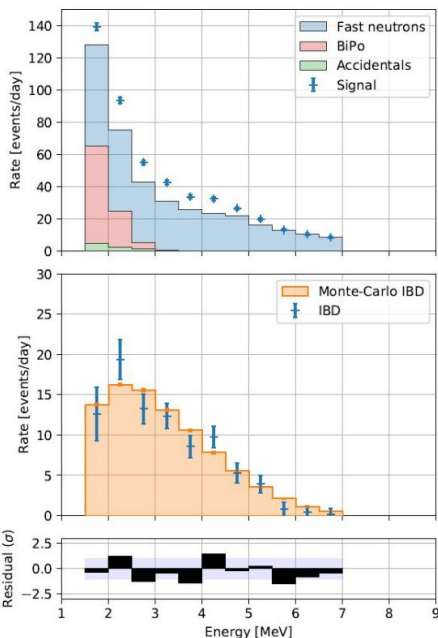 140
120
100
80
60
40
20
0
Rate [events/day]
Fast neutrons
BiPo
Accidentals
Signal
30
25
20
15
10
5
0
Rate [events/day]
Monte-Carlo IBD
IBD
2.5
0.0
−2.5
Residual (σ)
1 2 3 4 5 6 7 8 9
Energy [MeV]